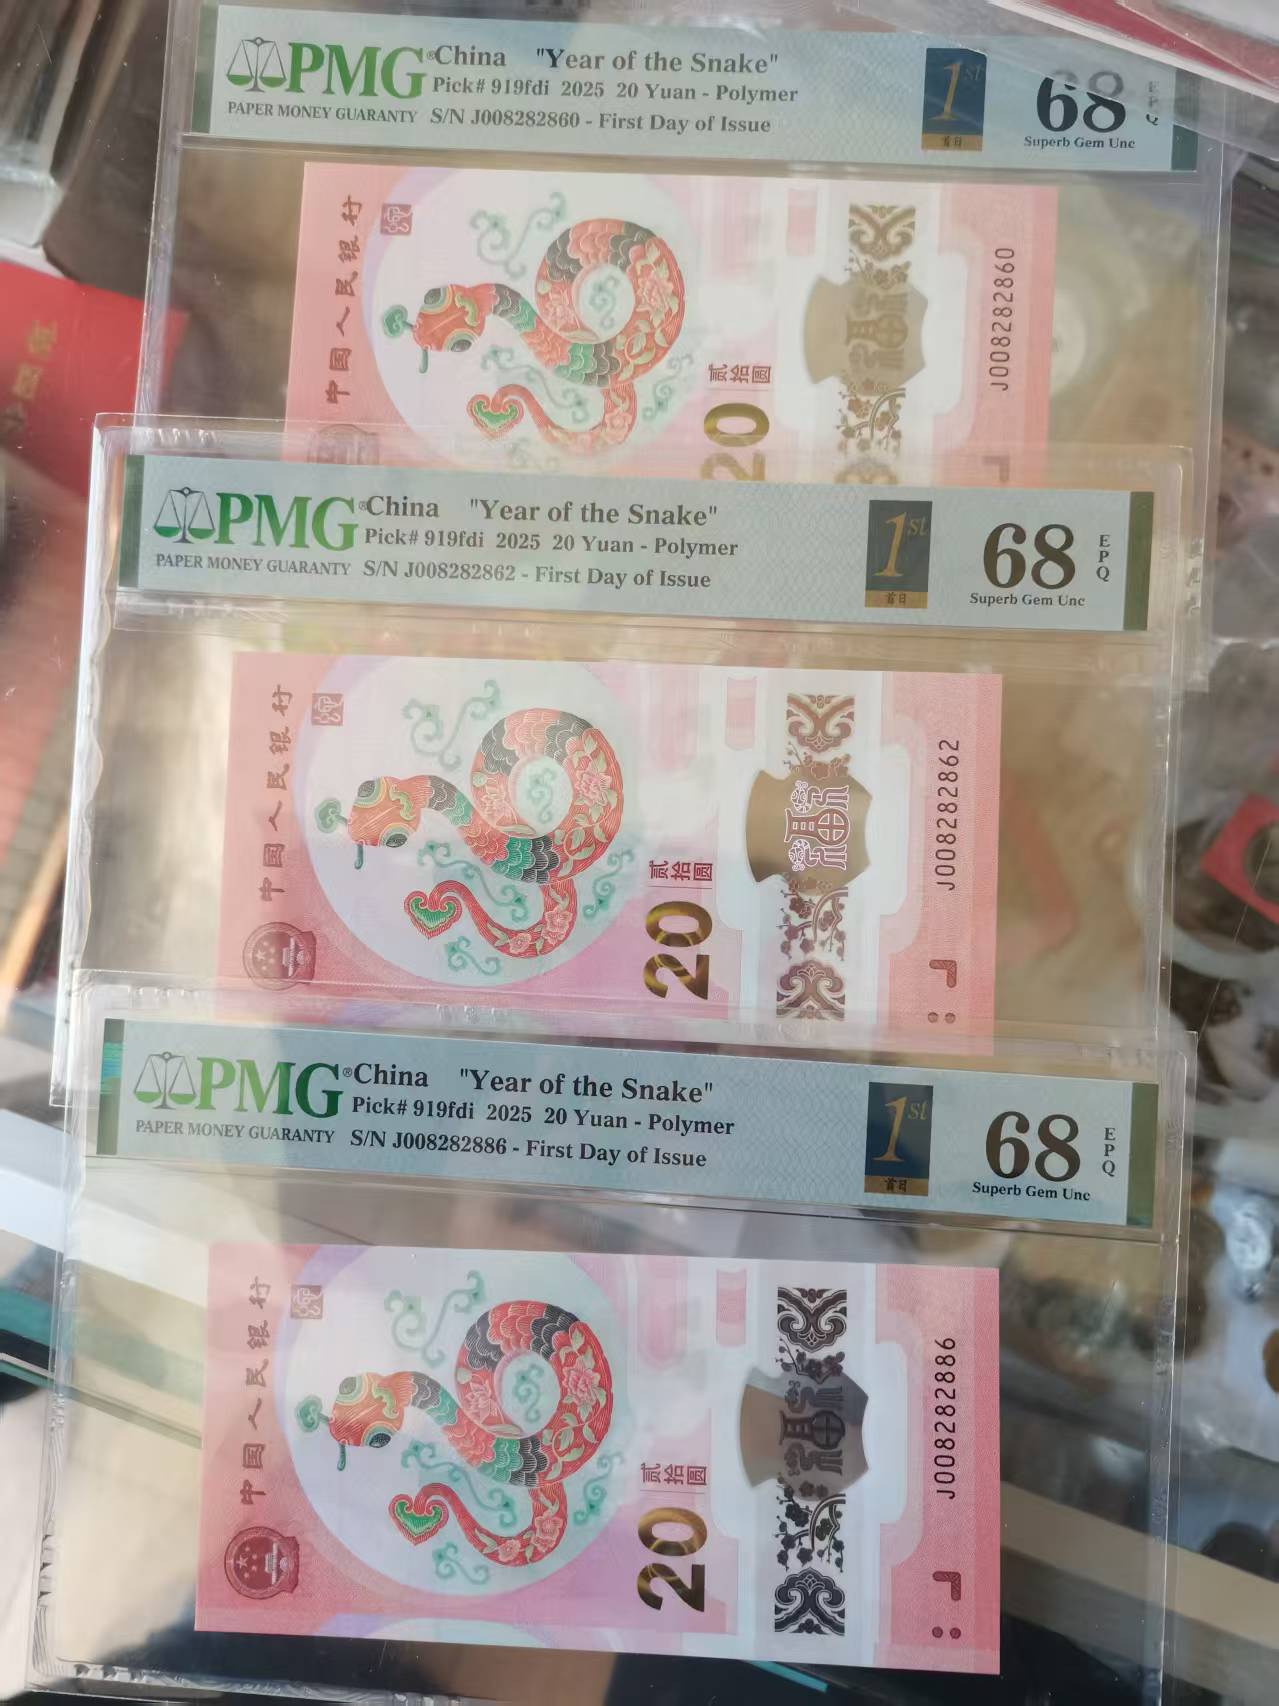 PMG® China "Year of the Snake"
Pick# 919fdi 2025 20 Yuan - Polymer
PAPER MONEY GUARANTY S/N J008282860 - First Day of Issue
1st
首日
68
EPQ
Superb Gem Unc
中国人民银行
贰拾圆
20
福
J008282860
PMG® China "Year of the Snake"
Pick# 919fdi 2025 20 Yuan - Polymer
PAPER MONEY GUARANTY S/N J008282862 - First Day of Issue
1st
首日
68
EPQ
Superb Gem Unc
中国人民银行
贰拾圆
20
福
J008282862
PMG® China "Year of the Snake"
Pick# 919fdi 2025 20 Yuan - Polymer
PAPER MONEY GUARANTY S/N J008282886 - First Day of Issue
1st
首日
68
EPQ
Superb Gem Unc
中国人民银行
贰拾圆
20
福
J008282886